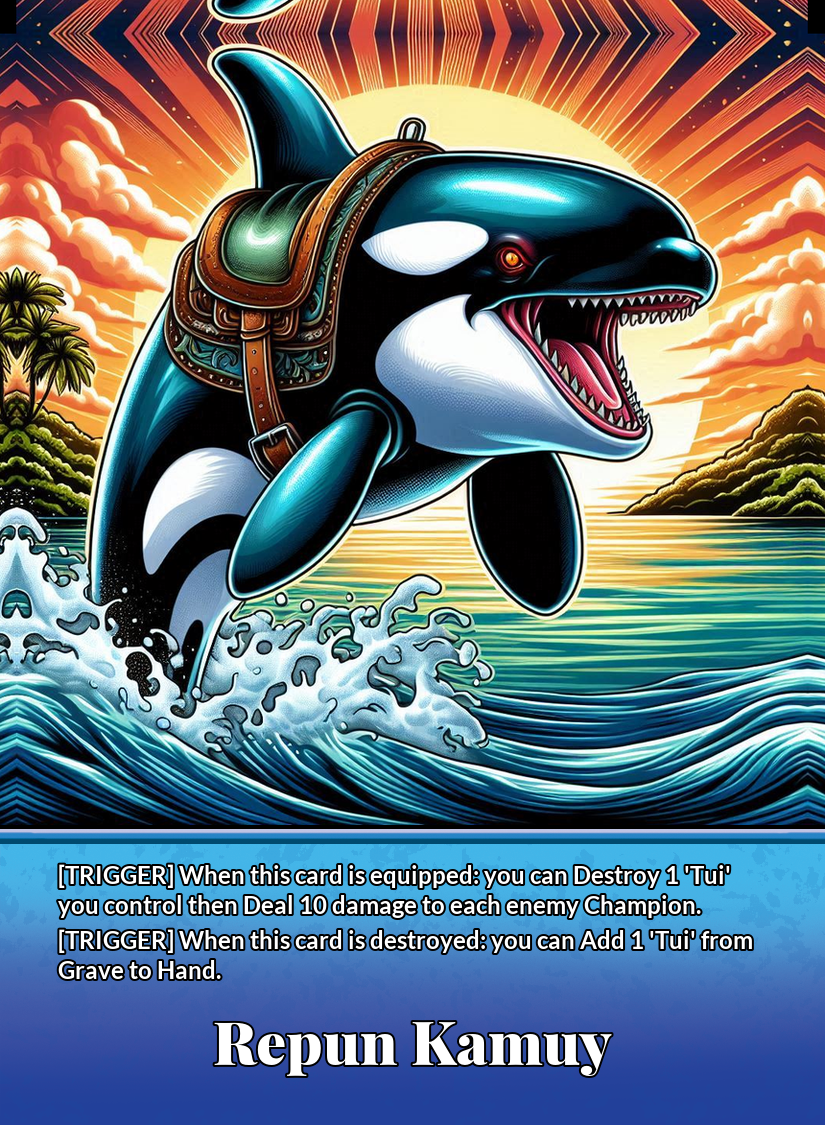 [TRIGGER] When this card is equipped: you can Destroy 1 'Tui'
you control then Deal 10 damage to each enemy Champion.
[TRIGGER] When this card is destroyed: you can Add 1 'Tui' from
Grave to Hand.
Repun Kamuy